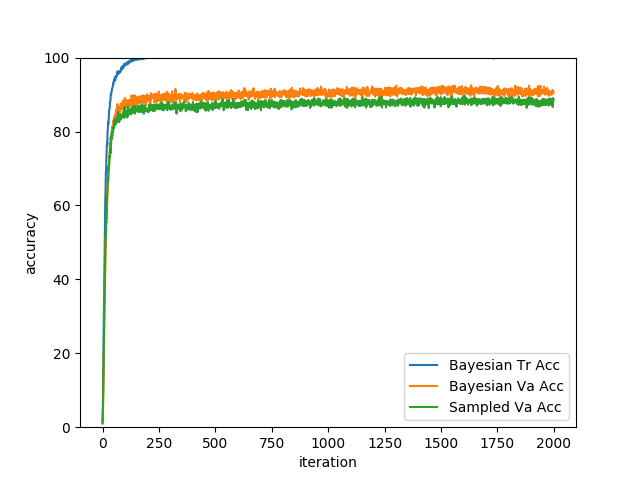 100
80
60
40
20
0
accuracy
0 250 500 750 1000 1250 1500 1750 2000
iteration
Bayesian Tr Acc
Bayesian Va Acc
Sampled Va Acc